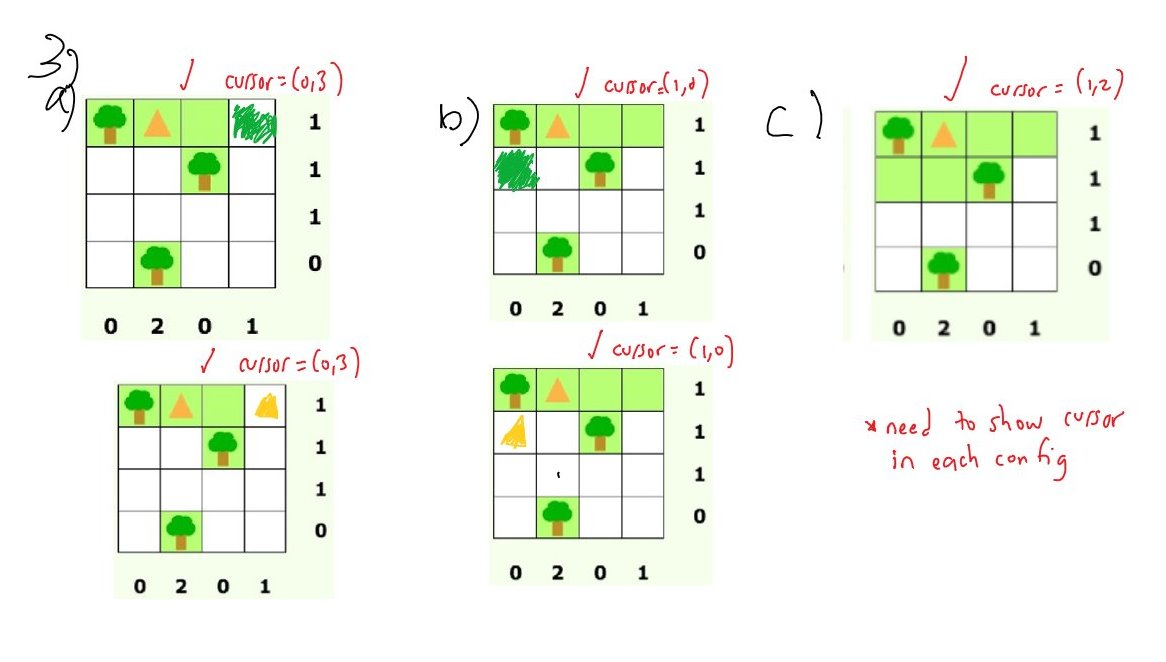 3)
a)
✓ cursor=(0,3)
1
1
1
0
0 2 0 1
✓ cursor=(0,3)
1
1
1
0
0 2 0 1
b)
✓ cursor=(1,0)
1
1
1
0
0 2 0 1
✓ cursor=(1,0)
1
1
1
0
0 2 0 1
c)
✓ cursor = (1,2)
1
1
1
0
0 2 0 1
* need to show cursor
in each config